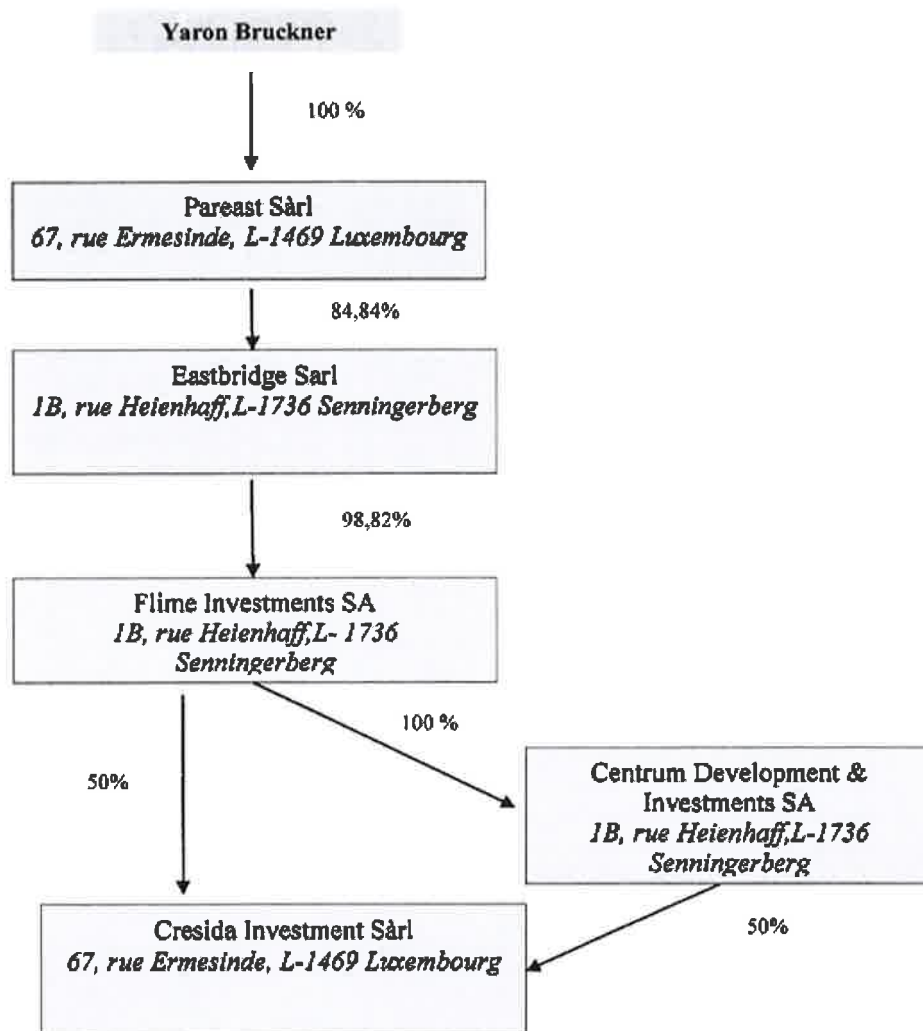 Yaron Bruckner
100 %
Pareast Sàrl
67, rue Ermesinde, L-1469 Luxembourg
84,84%
Eastbridge Sarl
1B, rue Heienhaff,L-1736 Senningerberg
98,82%
Flime Investments SA
1B, rue Heienhaff,L- 1736
Senningerberg
100 %
50%
Centrum Development &
Investments SA
1B, rue Heienhaff,L-1736
Senningerberg
50%
Cresida Investment Sàrl
67, rue Ermesinde, L-1469 Luxembourg